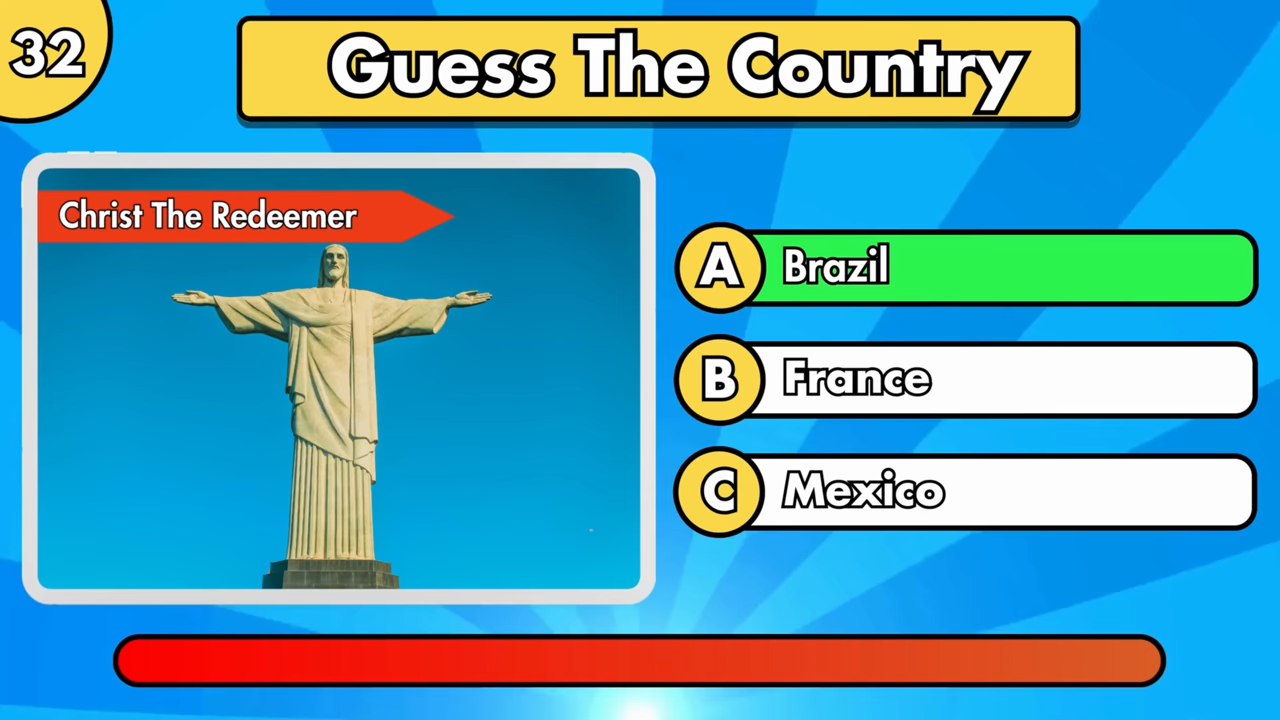 32
Guess The Country
Christ The Redeemer
A Brazil
B France
C Mexico